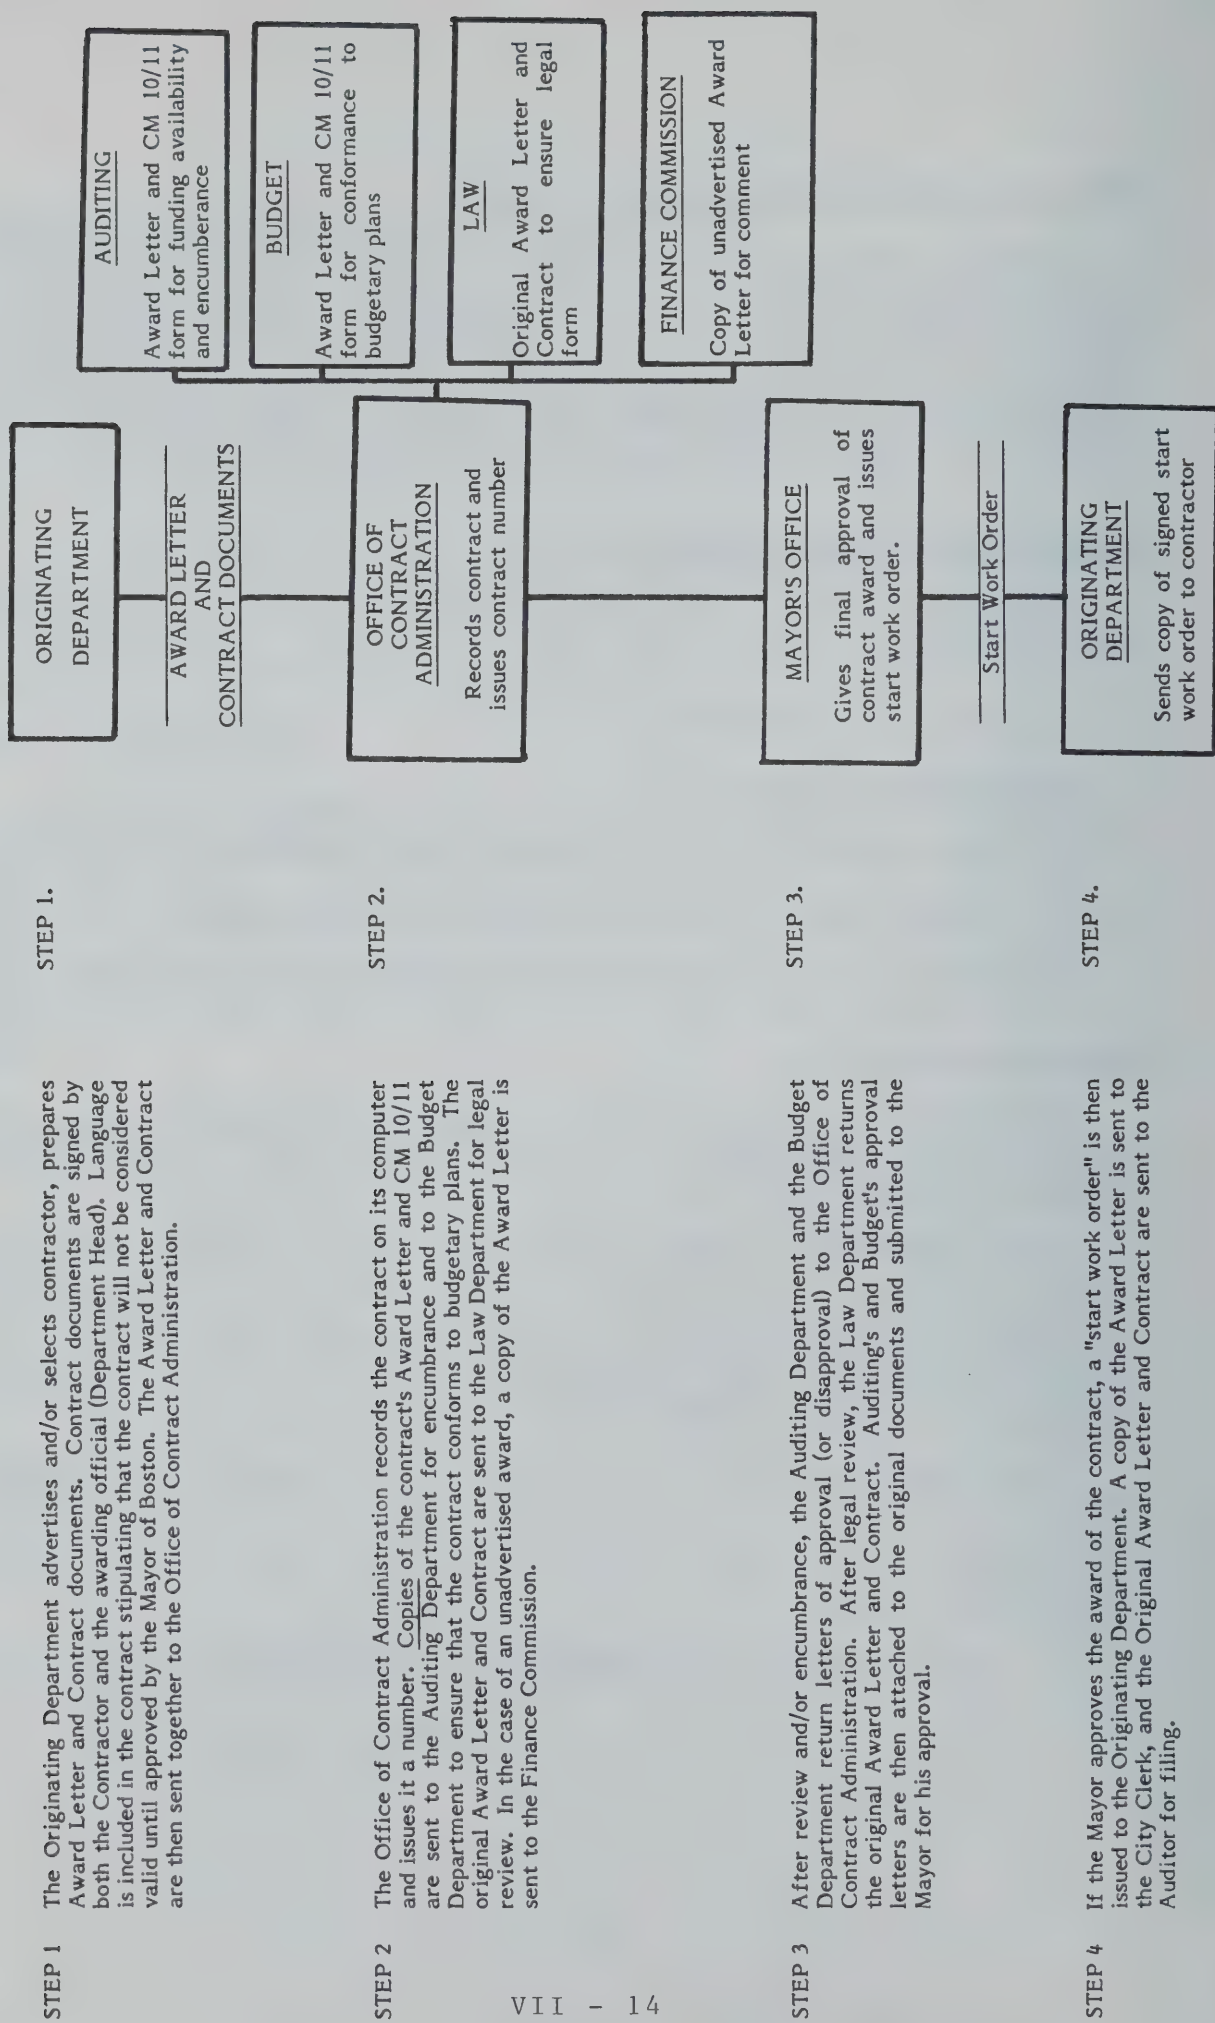 STEP 1
The Originating Department advertises and/or selects contractor, prepares
Award Letter and Contract documents. Contract documents are signed by
both the Contractor and the awarding official (Department Head). Language
is included in the contract stipulating that the contract will not be considered
valid until approved by the Mayor of Boston. The Award Letter and Contract
are then sent together to the Office of Contract Administration.
STEP 2
The Office of Contract Administration records the contract on its computer
and issues it a number. Copies of the contract's Award Letter and CM 10/11
are sent to the Auditing Department for encumbrance and to the Budget
Department to ensure that the contract conforms to budgetary plans. The
original Award Letter and Contract are sent to the Law Department for legal
review. In the case of an unadvertised award, a copy of the Award Letter is
sent to the Finance Commission.
STEP 3
After review and/or encumbrance, the Auditing Department and the Budget
Department return letters of approval (or disapproval) to the Office of
Contract Administration. After legal review, the Law Department returns
the original Award Letter and Contract. Auditing's and Budget's approval
letters are then attached to the original documents and submitted to the
Mayor for his approval.
STEP 4
If the Mayor approves the award of the contract, a "start work order" is then
issued to the Originating Department. A copy of the Award Letter is sent to
the City Clerk, and the Original Award Letter and Contract are sent to the
Auditor for filing.
STEP 1.
ORIGINATING
DEPARTMENT
AWARD LETTER
AND
CONTRACT DOCUMENTS
STEP 2.
OFFICE OF
CONTRACT
ADMINISTRATION
Records contract and
issues contract number
AUDITING
Award Letter and CM 10/11
form for funding availability
and encumberance
BUDGET
Award Letter and CM 10/11
form for conformance to
budgetary plans
LAW
Original Award Letter and
Contract to ensure legal
form
FINANCE COMMISSION
Copy of unadvertised Award
Letter for comment
STEP 3.
MAYOR'S OFFICE
Gives final approval of
contract award and issues
start work order.
Start Work Order
STEP 4.
ORIGINATING
DEPARTMENT
Sends copy of signed start
work order to contractor
VII - 14